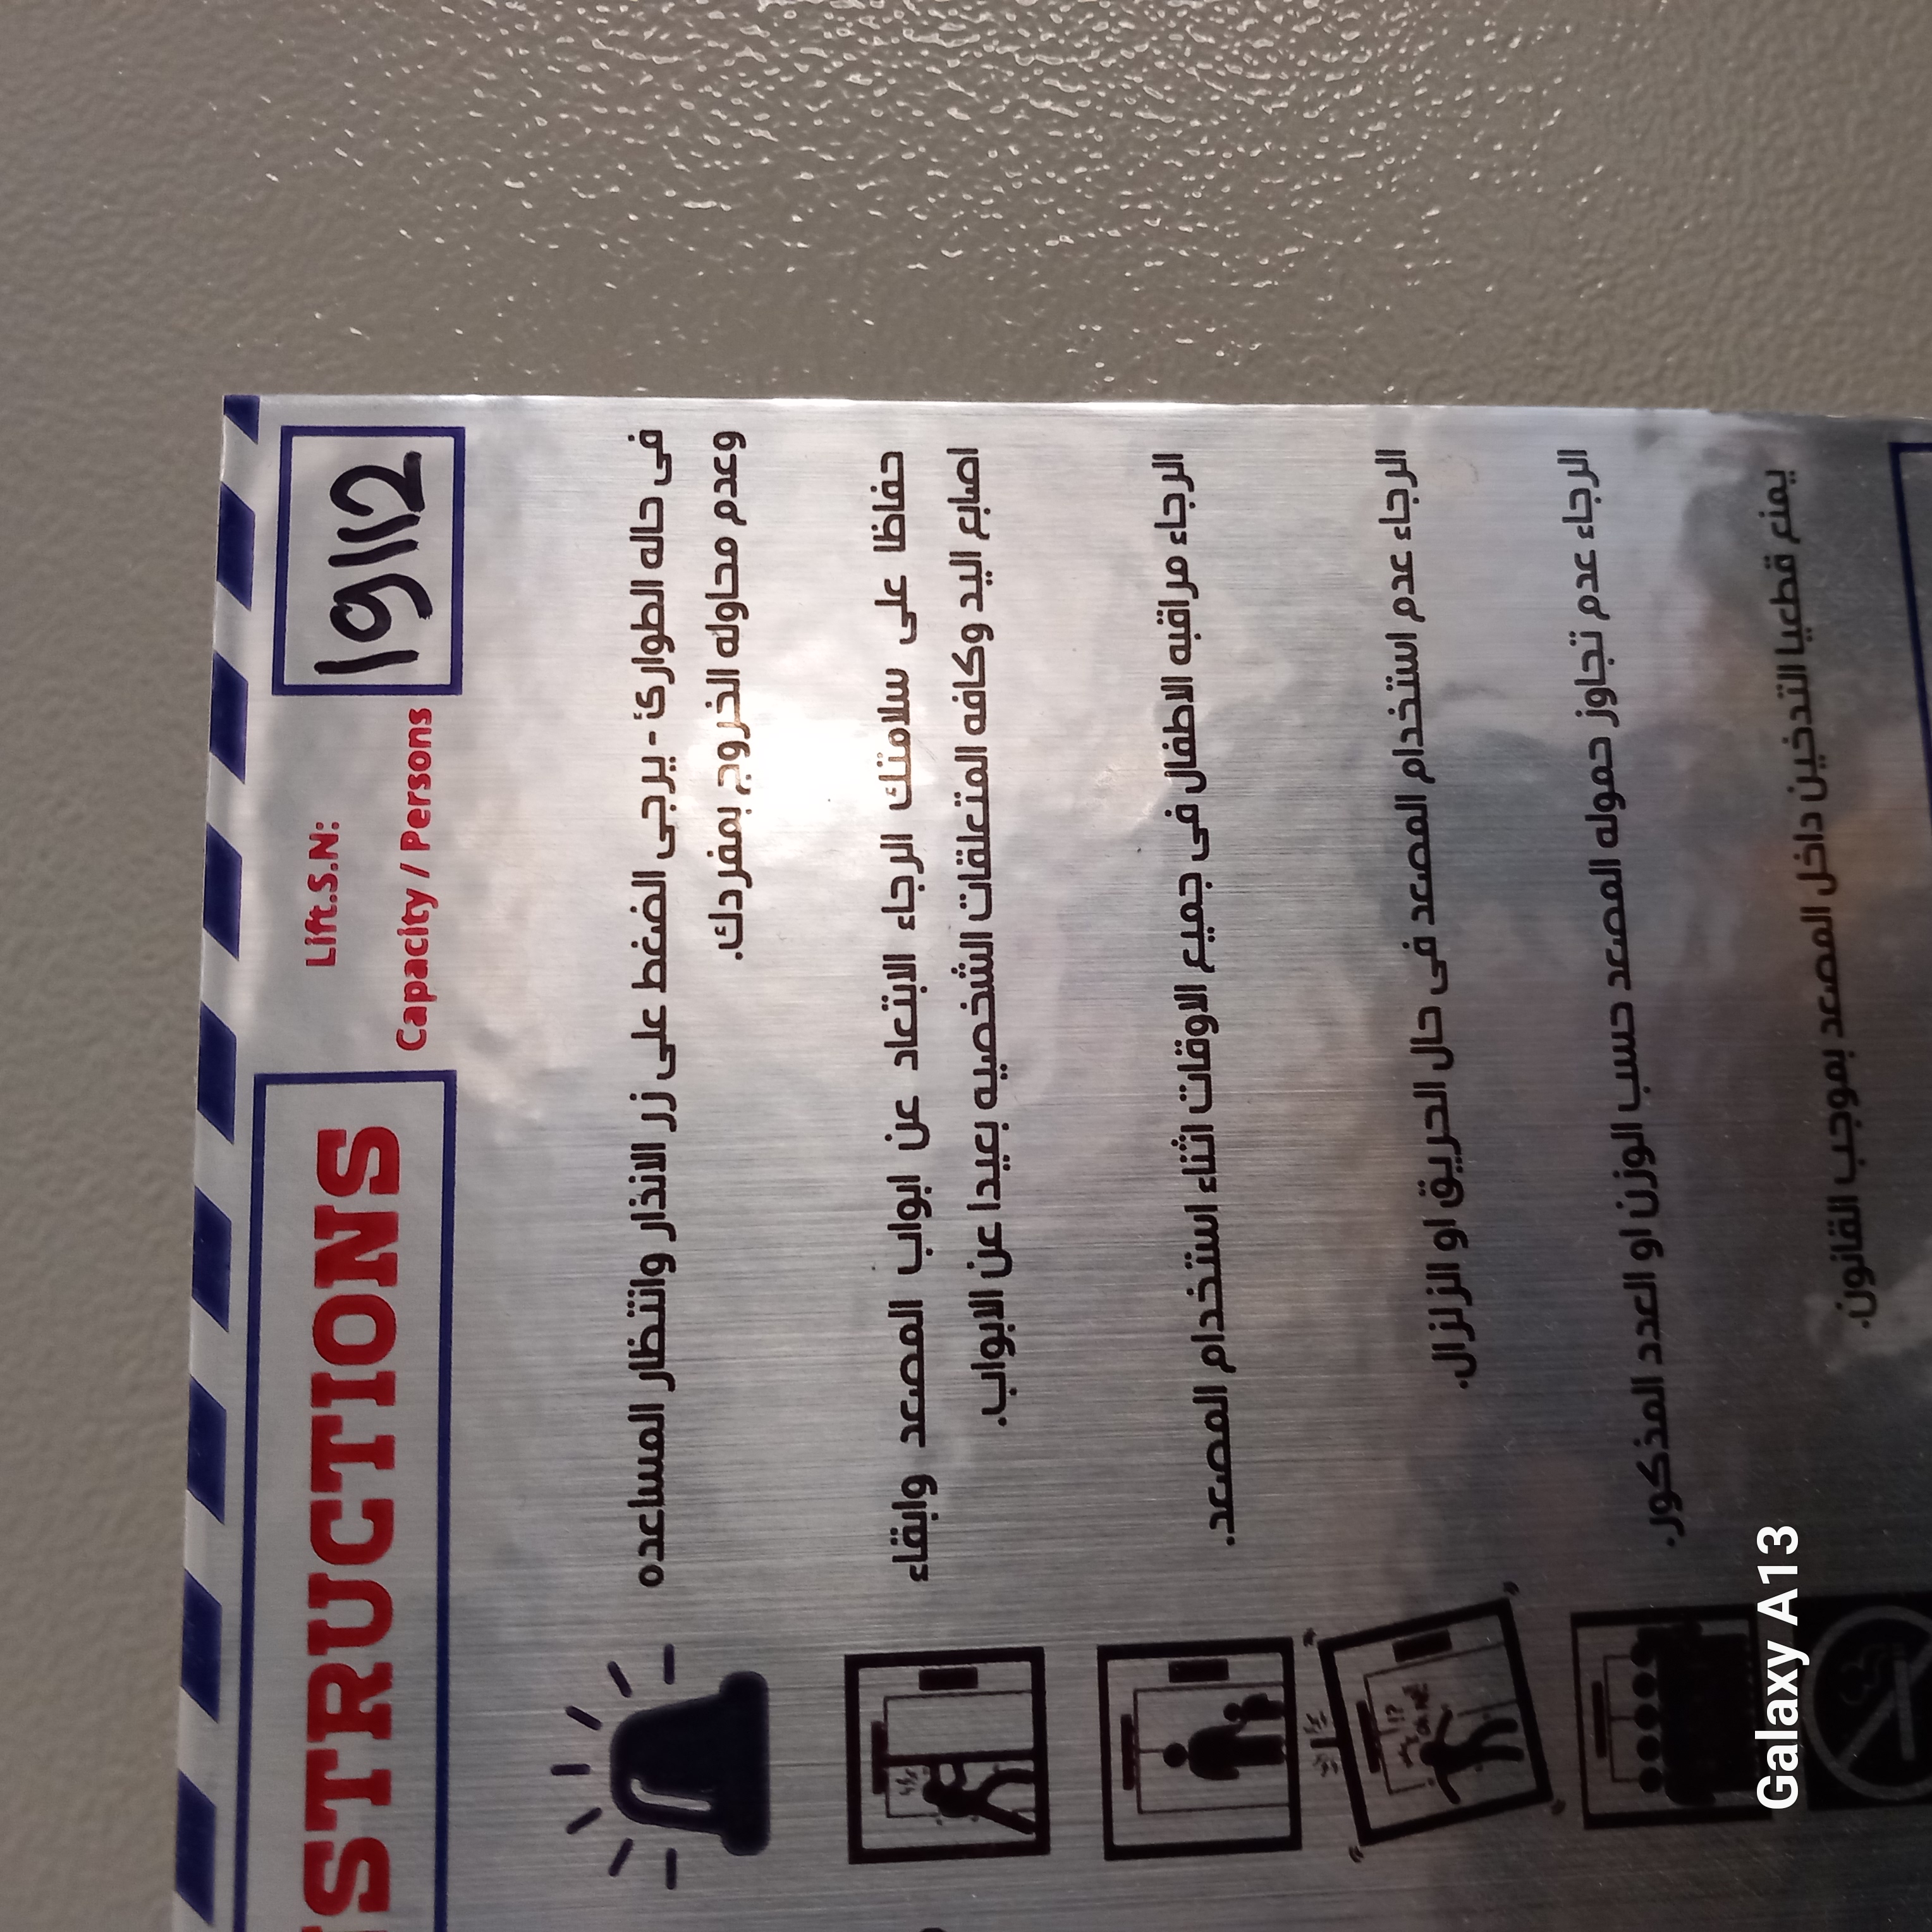 STRUCTIONS
Lift.S.N:
Capacity / Persons
19112
في حاله الطوارئ - يرجى الضغط على زر الانذار وانتظار المساعده
وعدم محاوله الخروج بمفردك.
حفاظا على سلامتك الرجاء الابتعاد عن ابواب المصعد وابقاء
اصابع اليد وكافه المتعلقات الشخصيه بعيدا عن الابواب.
الرجاء مراقبه الاطفال في جميع الاوقات اثناء استخدام المصعد.
الرجاء عدم استخدام المصعد في حال الحريق او الزلزال.
الرجاء عدم تجاوز حموله المصعد حسب الوزن او العدد المذكور.
يمنع قطعيا التدخين داخل المصعد بموجب القانون.
Galaxy A13